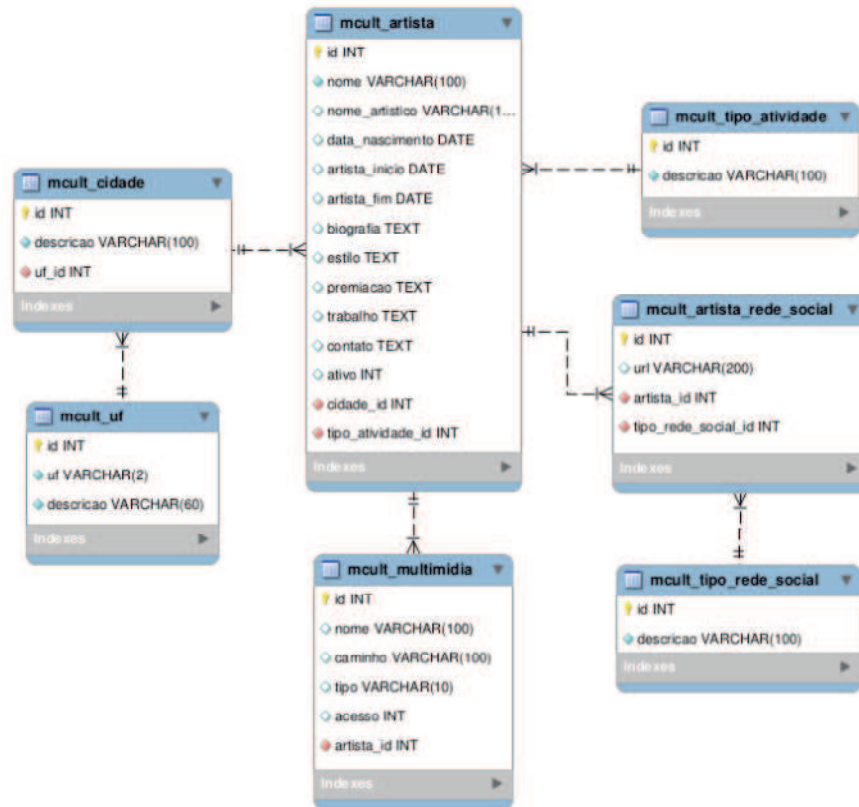 mcult_artista
id INT
nome VARCHAR(100)
nome_artistico VARCHAR(1...
data_nascimento DATE
artista_inicio DATE
artista_fim DATE
biografia TEXT
estilo TEXT
premiacao TEXT
trabalho TEXT
contato TEXT
ativo INT
cidade_id INT
tipo_atividade_id INT
Indexes
mcult_tipo_atividade
id INT
descricao VARCHAR(100)
Indexes
mcult_cidade
id INT
descricao VARCHAR(100)
uf_id INT
Indexes
mcult_artista_rede_social
id INT
url VARCHAR(200)
artista_id INT
tipo_rede_social_id INT
Indexes
mcult_uf
id INT
uf VARCHAR(2)
descricao VARCHAR(60)
Indexes
mcult_multimidia
id INT
nome VARCHAR(100)
caminho VARCHAR(100)
tipo VARCHAR(10)
acesso INT
artista_id INT
Indexes
mcult_tipo_rede_social
id INT
descricao VARCHAR(100)
Indexes